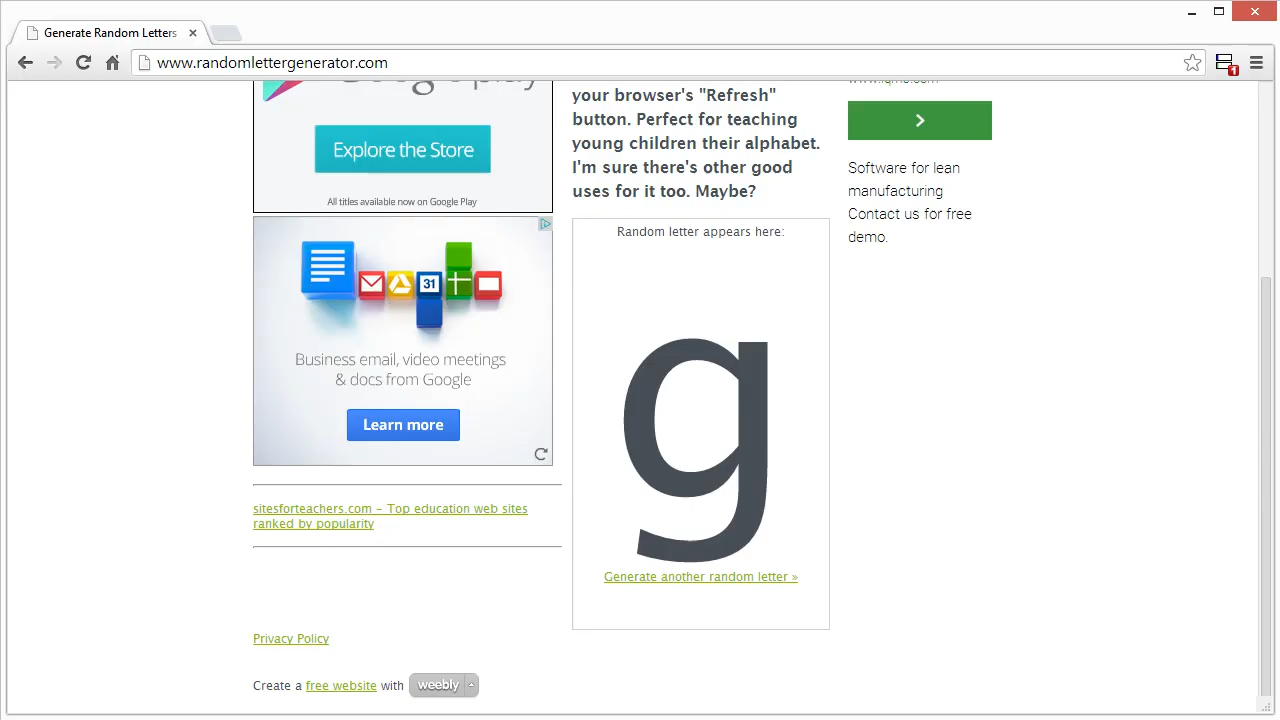 Generate Random Letters
www.randomlettergenerator.com
1
Google play
Explore the Store
All titles available now on Google Play
31
Business email, video meetings
& docs from Google
Learn more
sitesforteachers.com - Top education web sites
ranked by popularity
Privacy Policy
Create a free website with weebly
your browser's "Refresh"
button. Perfect for teaching
young children their alphabet.
I'm sure there's other good
uses for it too. Maybe?
Random letter appears here:
g
Generate another random letter »
Software for lean
manufacturing
Contact us for free
demo.